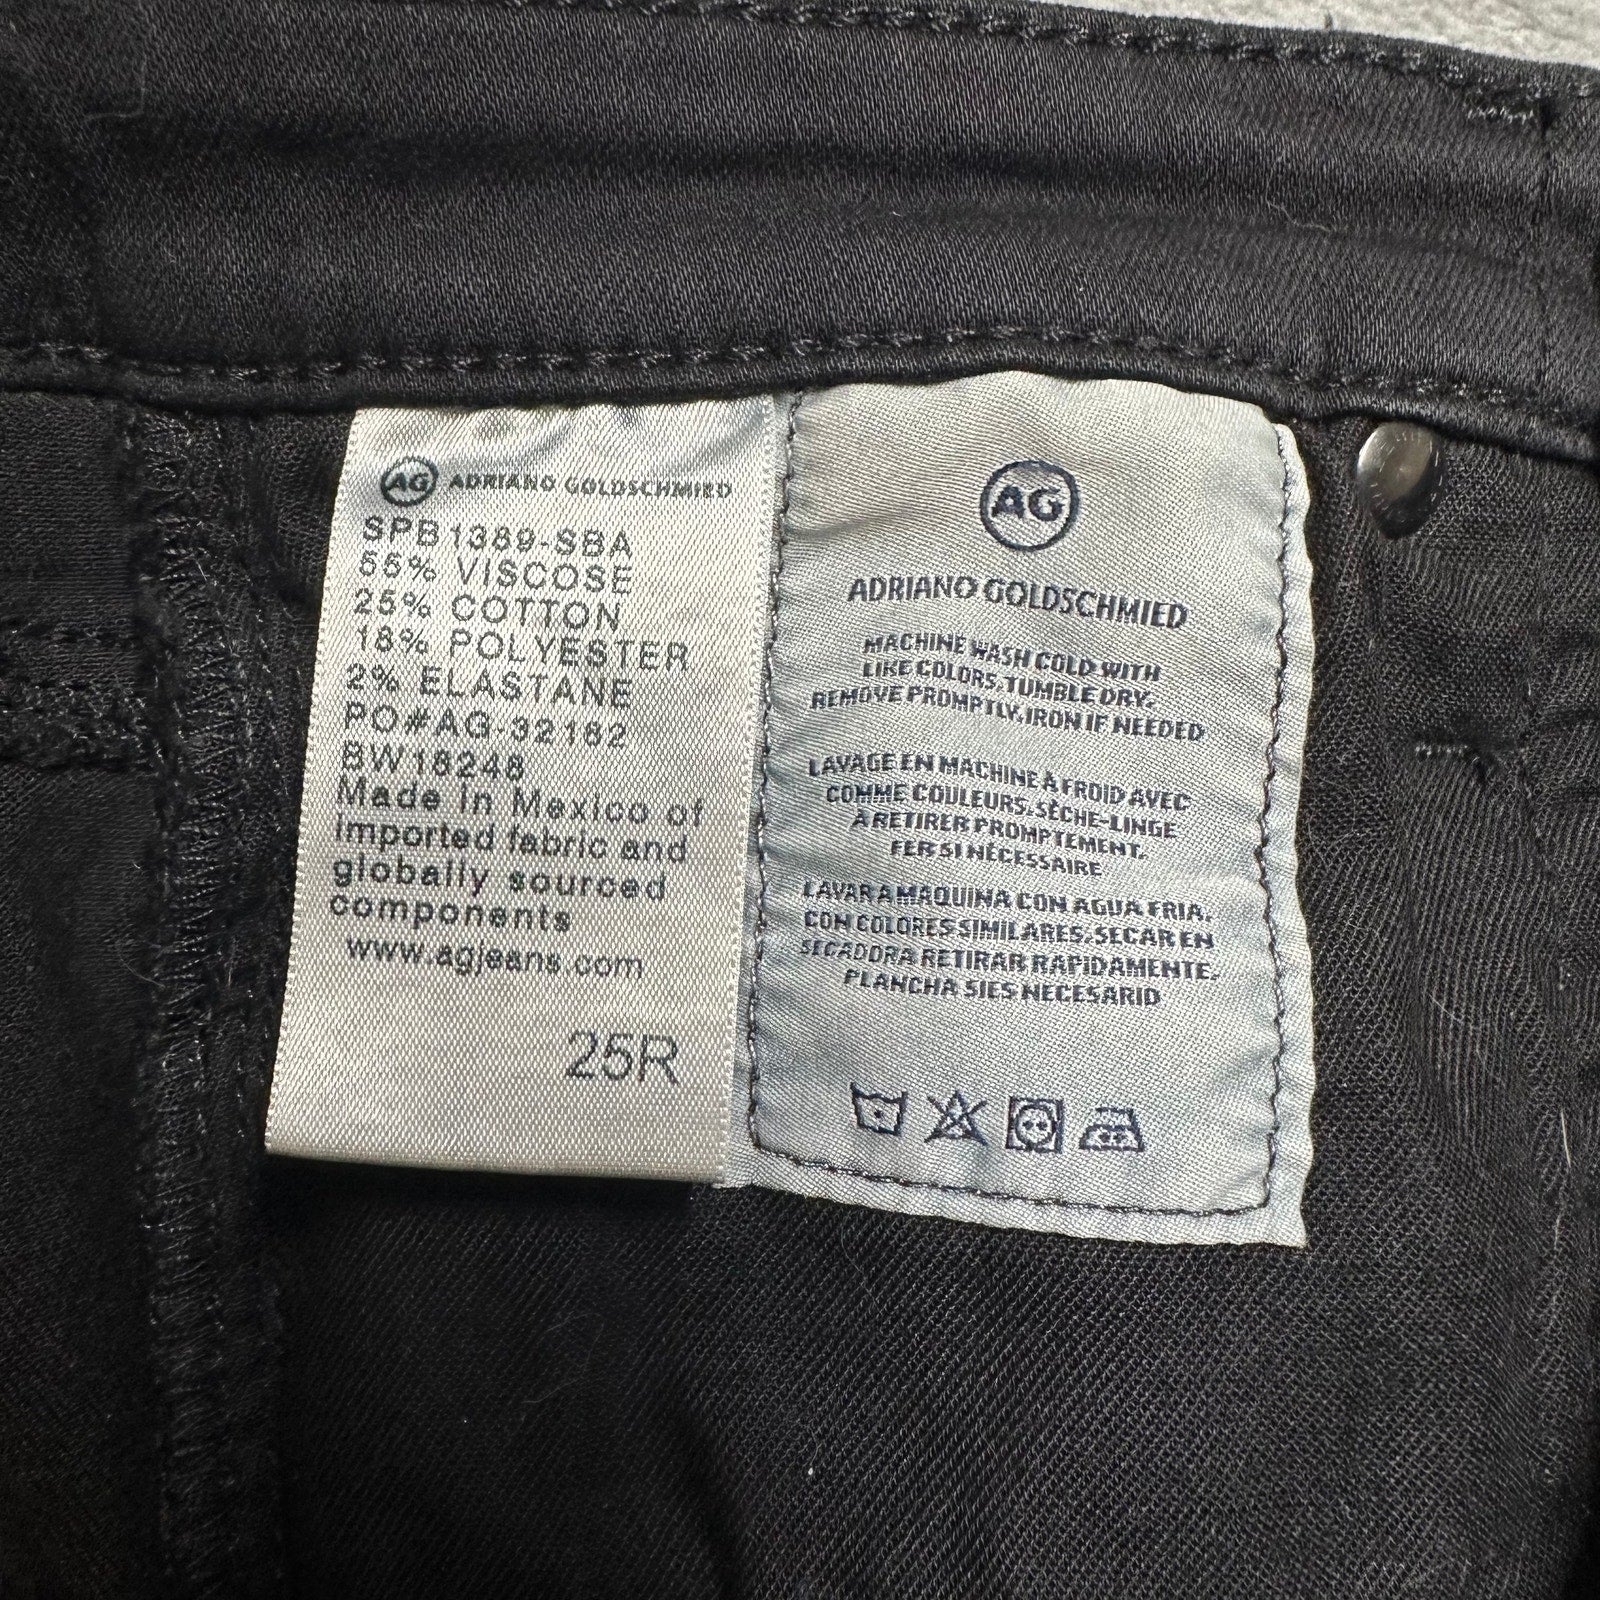 AG ADRIANO GOLDSCHMIED
SPB1389-SBA
55% VISCOSE
25% COTTON
18% POLYESTER
2% ELASTANE
PO#AG-32182
BW18248
Made in Mexico of
imported fabric and
globally sourced
components
www.agjeans.com
25R
AG
ADRIANO GOLDSCHMIED
MACHINE WASH COLD WITH
LIKE COLORS, TUMBLE DRY,
REMOVE PROMPTLY, IRON IF NEEDED
LAVAGE EN MACHINE À FROID AVEC
COMME COULEURS, SÈCHE-LINGE
À RETIRER PROMPTEMENT.
FER SI NÉCESSAIRE
LAVAR A MAQUINA CON AGUA FRIA,
CON COLORES SIMILARES, SECAR EN
SECADORA RETIRAR RAPIDAMENTE.
PLANCHA SIES NECESARIO